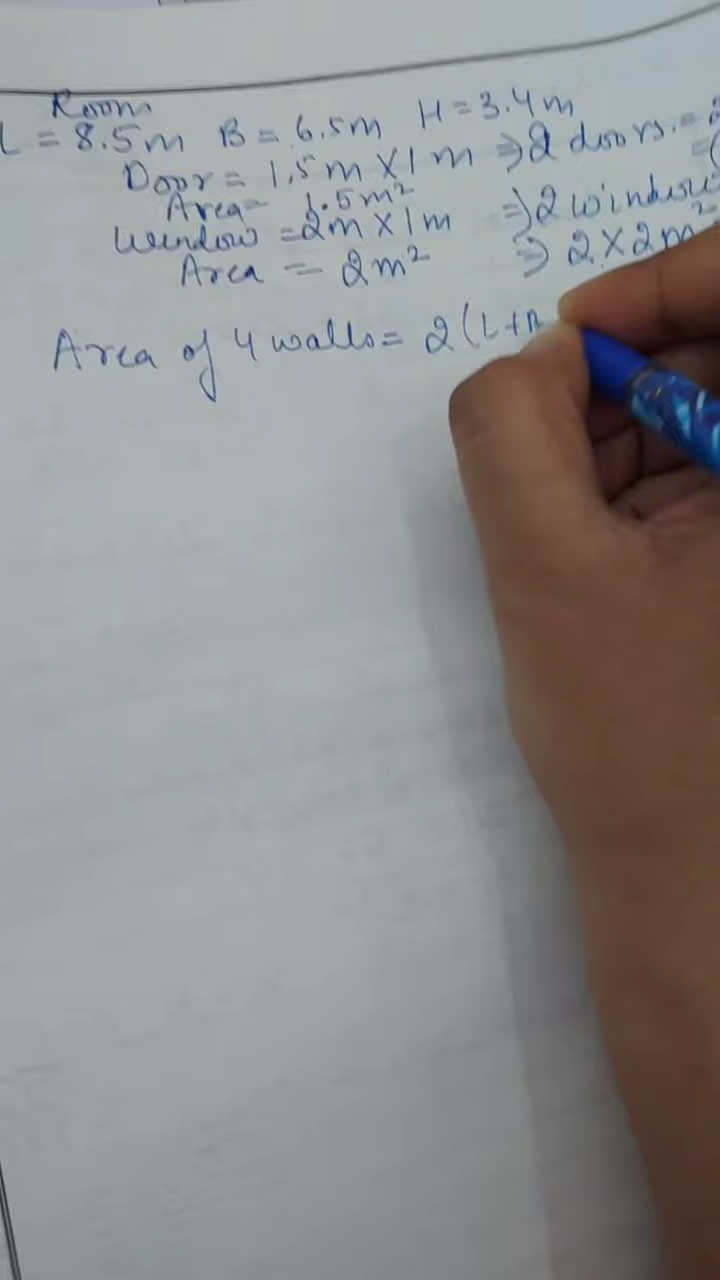 Room
L = 8.5m B = 6.5m H = 3.4m
Door = 1.5m X 1m ⇒ 2 doors. =
Area = 1.5m²
Window = 2m X 1m ⇒ 2 window
Area = 2m² ⇒ 2 X 2m²
Area of 4 walls = 2(L+B